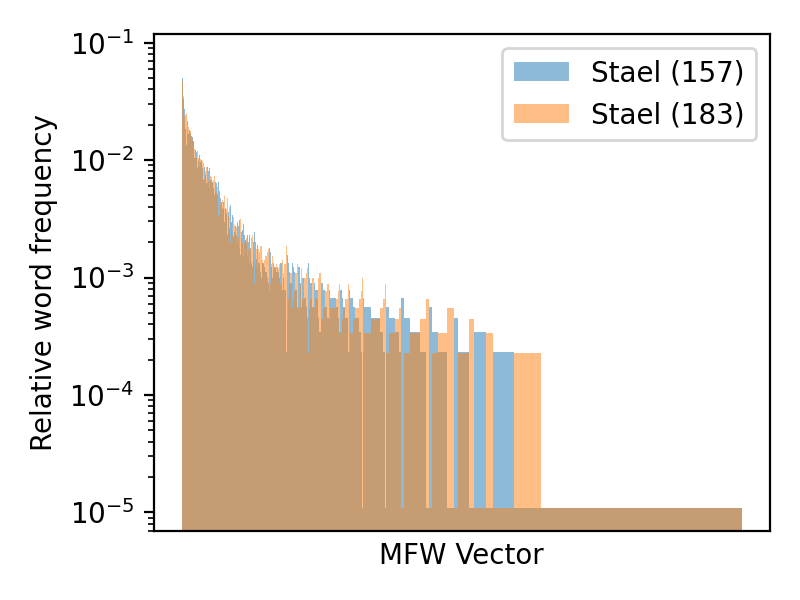 Stael (157)
Stael (183)
Relative word frequency
10⁻¹
10⁻²
10⁻³
10⁻⁴
10⁻⁵
MFW Vector